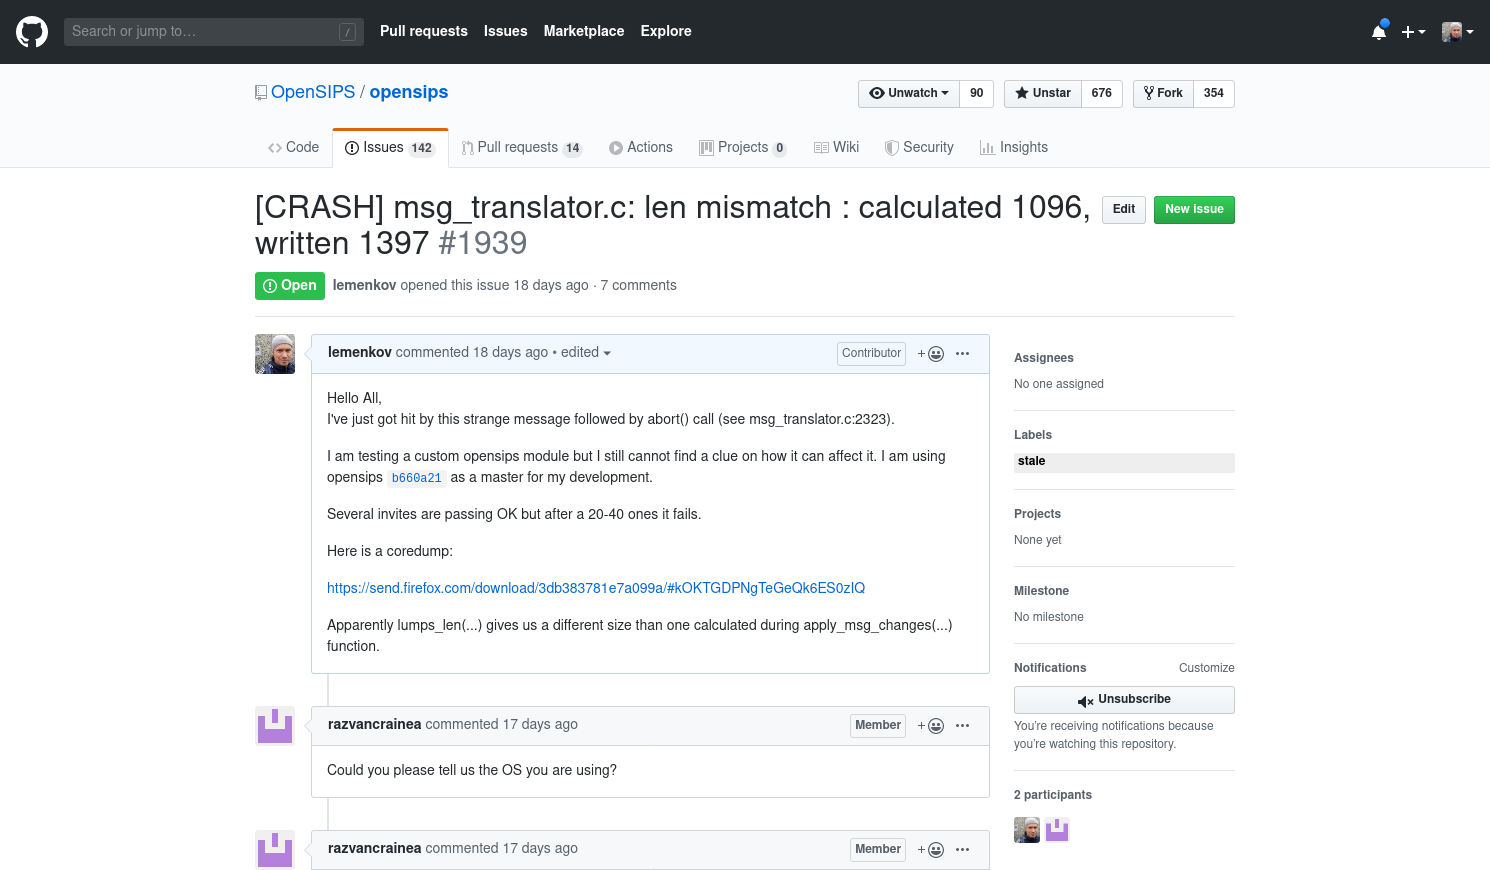 Search or jump to…
/
Pull requests
Issues
Marketplace
Explore
OpenSIPS / opensips
Unwatch
90
Unstar
676
Fork
354
Code
Issues 142
Pull requests 14
Actions
Projects 0
Wiki
Security
Insights
[CRASH] msg_translator.c: len mismatch : calculated 1096,
written 1397 #1939
Edit
New issue
Open
lemenkov opened this issue 18 days ago · 7 comments
lemenkov commented 18 days ago • edited
Contributor
Hello All,
I've just got hit by this strange message followed by abort() call (see msg_translator.c:2323).
I am testing a custom opensips module but I still cannot find a clue on how it can affect it. I am using
opensips b660a21 as a master for my development.
Several invites are passing OK but after a 20-40 ones it fails.
Here is a coredump:
https://send.firefox.com/download/3db383781e7a099a/#kOKTGDPNgTeGeQk6ES0zIQ
Apparently lumps_len(...) gives us a different size than one calculated during apply_msg_changes(...)
function.
razvancrainea commented 17 days ago
Member
Could you please tell us the OS you are using?
razvancrainea commented 17 days ago
Member
Assignees
No one assigned
Labels
stale
Projects
None yet
Milestone
No milestone
Notifications
Customize
Unsubscribe
You're receiving notifications because
you're watching this repository.
2 participants